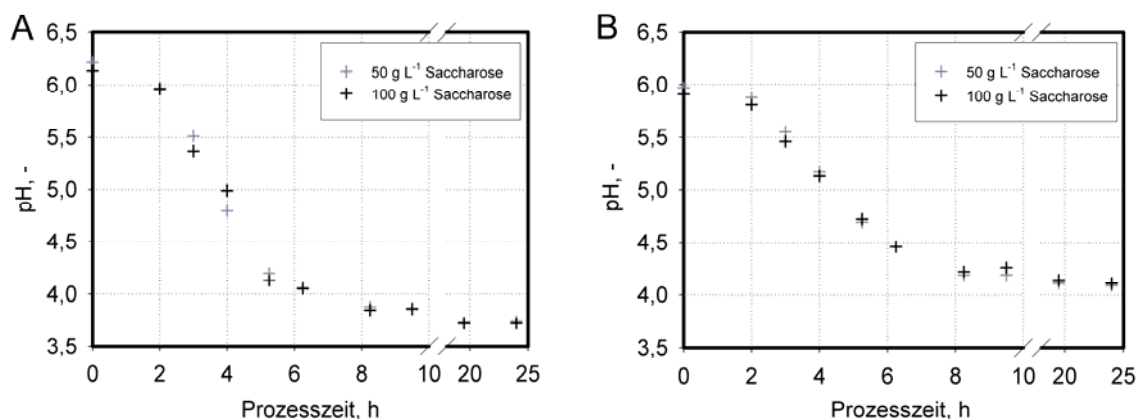 A
6,5
6,0
5,5
5,0
4,5
4,0
3,5
pH, -
50 g L-1 Saccharose
100 g L-1 Saccharose
0 2 4 6 8 10 20 25
Prozesszeit, h
B
6,5
6,0
5,5
5,0
4,5
4,0
3,5
pH, -
50 g L-1 Saccharose
100 g L-1 Saccharose
0 2 4 6 8 10 20 25
Prozesszeit, h